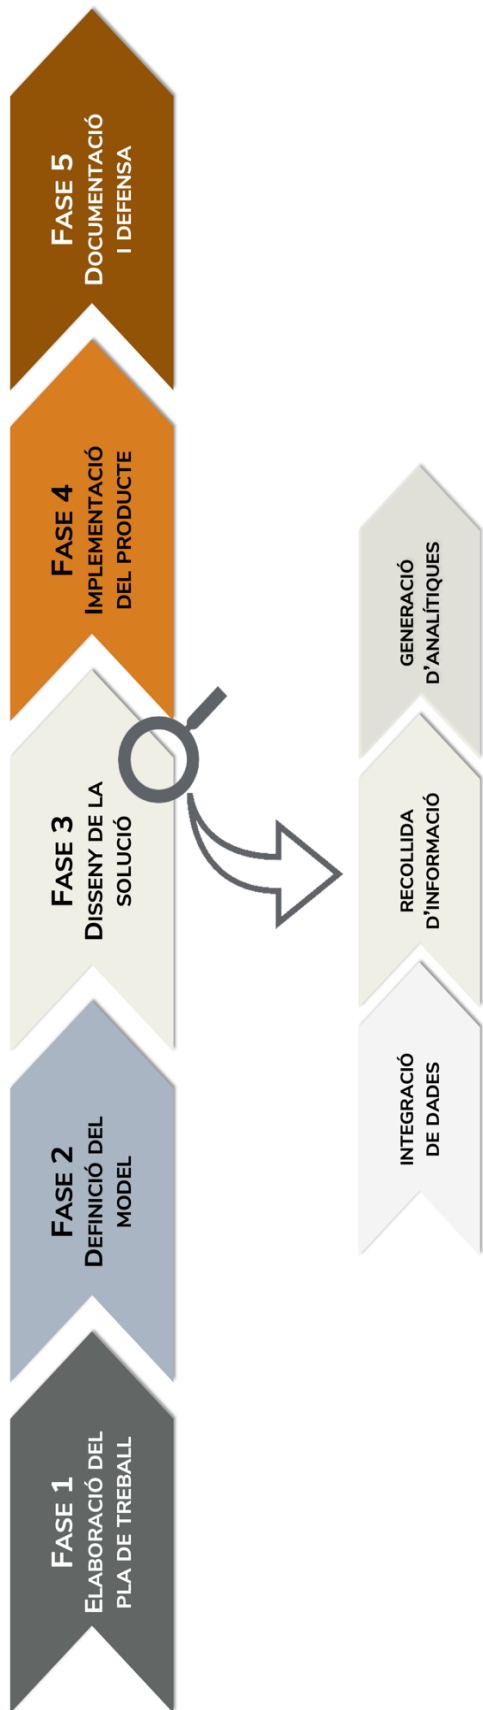 FASE 1
ELABORACIÓ DEL
PLA DE TREBALL
FASE 2
DEFINICIÓ DEL
MODEL
FASE 3
DISSENY DE LA
SOLUCIÓ
FASE 4
IMPLEMENTACIÓ
DEL PRODUCTE
FASE 5
DOCUMENTACIÓ
I DEFENSA
INTEGRACIÓ
DE DADES
RECOLLIDA
D'INFORMACIÓ
GENERACIÓ
D'ANALÍTIQUES